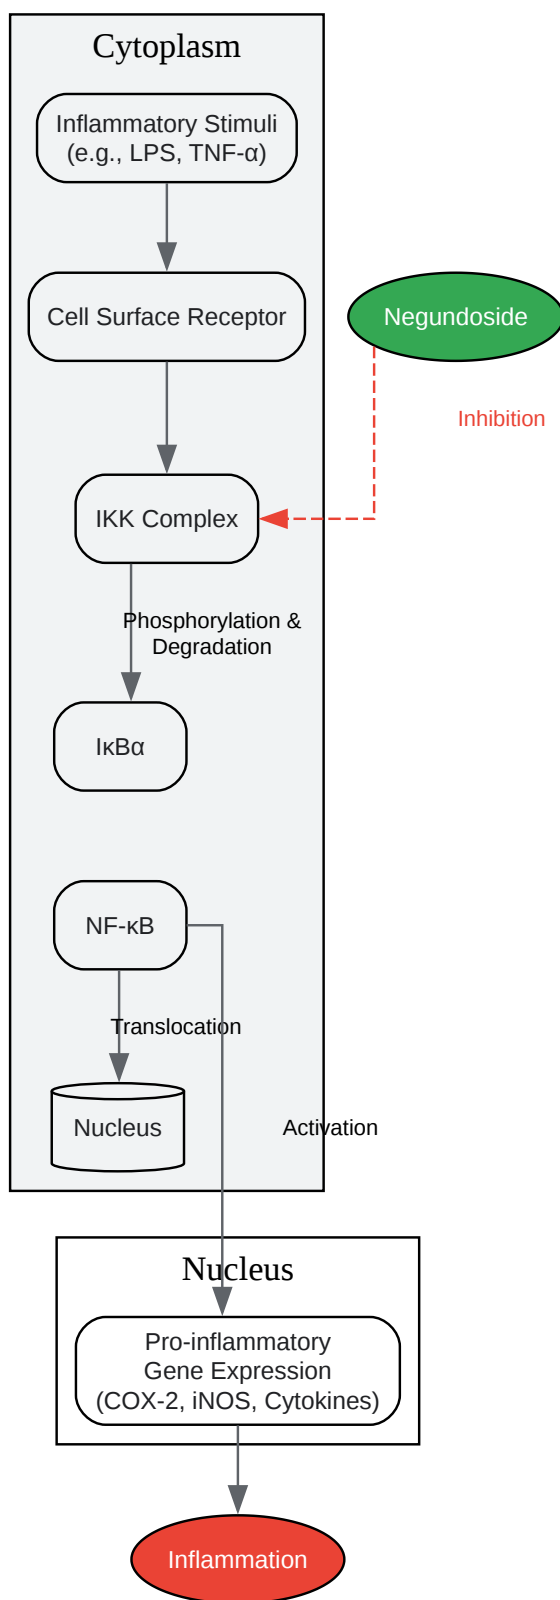 Cytoplasm
Inflammatory Stimuli
(e.g., LPS, TNF-α)
Cell Surface Receptor
Negundoside
Inhibition
IKK Complex
Phosphorylation &
Degradation
IκBα
NF-κB
Translocation
Nucleus
Activation
Nucleus
Pro-inflammatory
Gene Expression
(COX-2, iNOS, Cytokines)
Inflammation